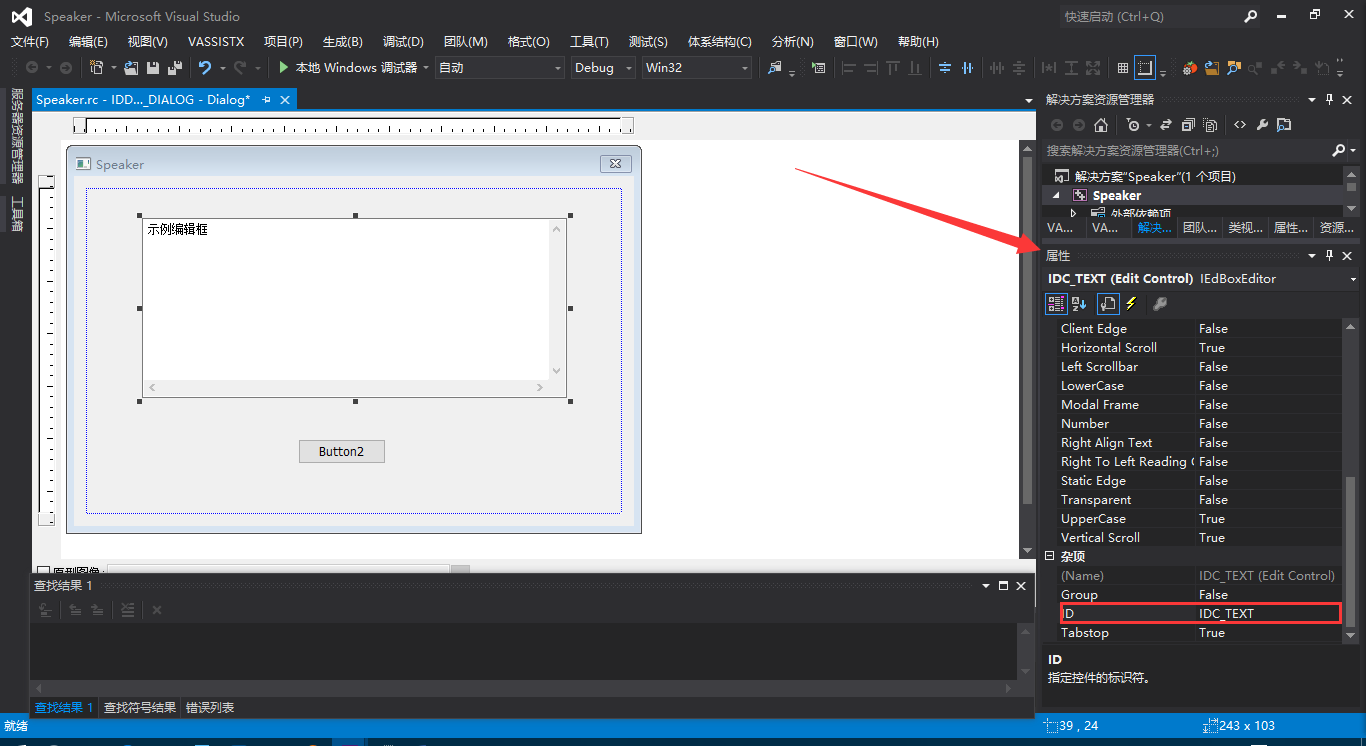 Speaker - Microsoft Visual Studio
快速启动 (Ctrl+Q)
文件(F) 编辑(E) 视图(V) VASSISTX 项目(P) 生成(B) 调试(D) 团队(M) 格式(O) 工具(T) 测试(S) 体系结构(C) 分析(N) 窗口(W) 帮助(H)
本地 Windows 调试器 自动 Debug Win32
服务器资源管理器
工具箱
Speaker.rc - IDD..._DIALOG - Dialog*
Speaker
示例编辑框
Button2
原型图像:
查找结果 1
查找结果 1 查找符号结果 错误列表
解决方案资源管理器
搜索解决方案资源管理器(Ctrl+;)
解决方案"Speaker"(1 个项目)
Speaker
外部依赖项
VA... VA... 解决... 团队... 类视... 属性... 资源...
属性
IDC_TEXT (Edit Control) IEdBoxEditor
Client Edge False
Horizontal Scroll True
Left Scrollbar False
LowerCase False
Modal Frame False
Number False
Right Align Text False
Right To Left Reading False
Static Edge False
Transparent False
UpperCase True
Vertical Scroll True
杂项
(Name) IDC_TEXT (Edit Control)
Group False
ID IDC_TEXT
Tabstop True
ID
指定控件的标识符。
就绪 39 , 24 243 x 103